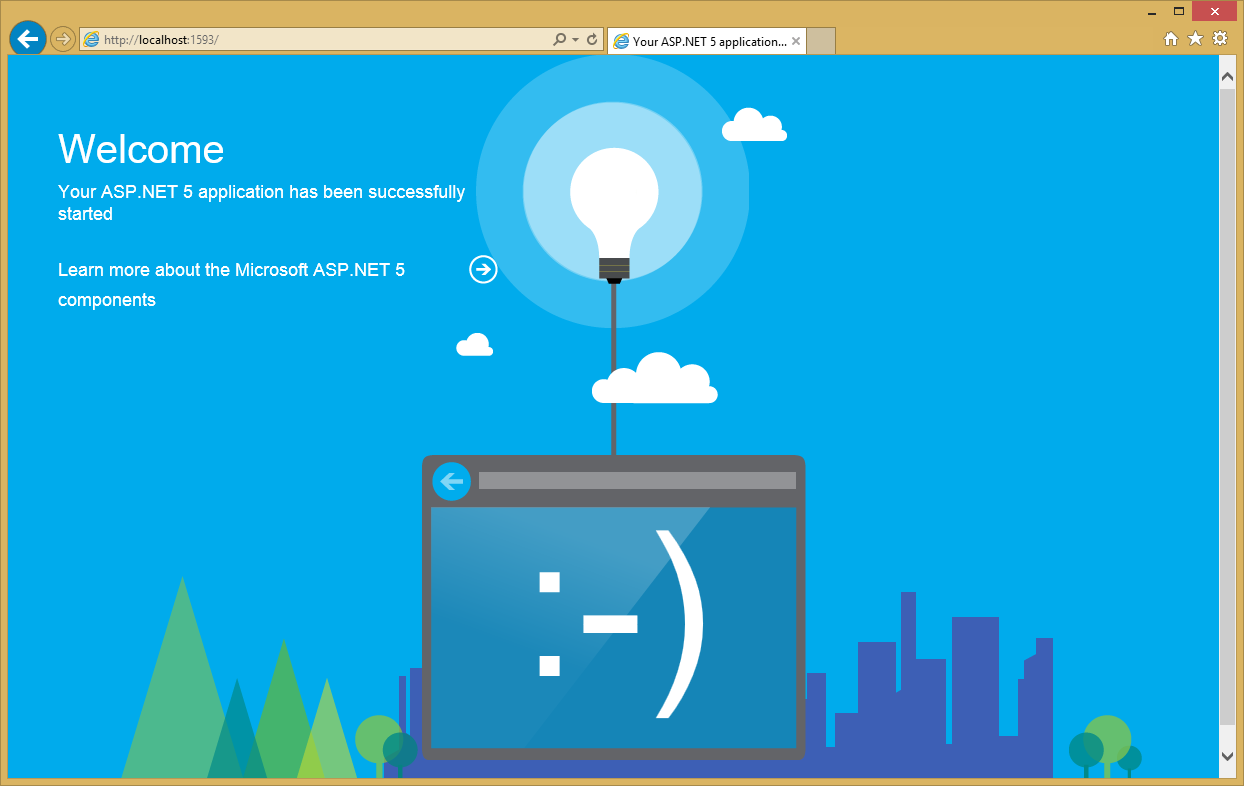 http://localhost:1593/
Your ASP.NET 5 application...
Welcome
Your ASP.NET 5 application has been successfully
started
Learn more about the Microsoft ASP.NET 5
components
:-)